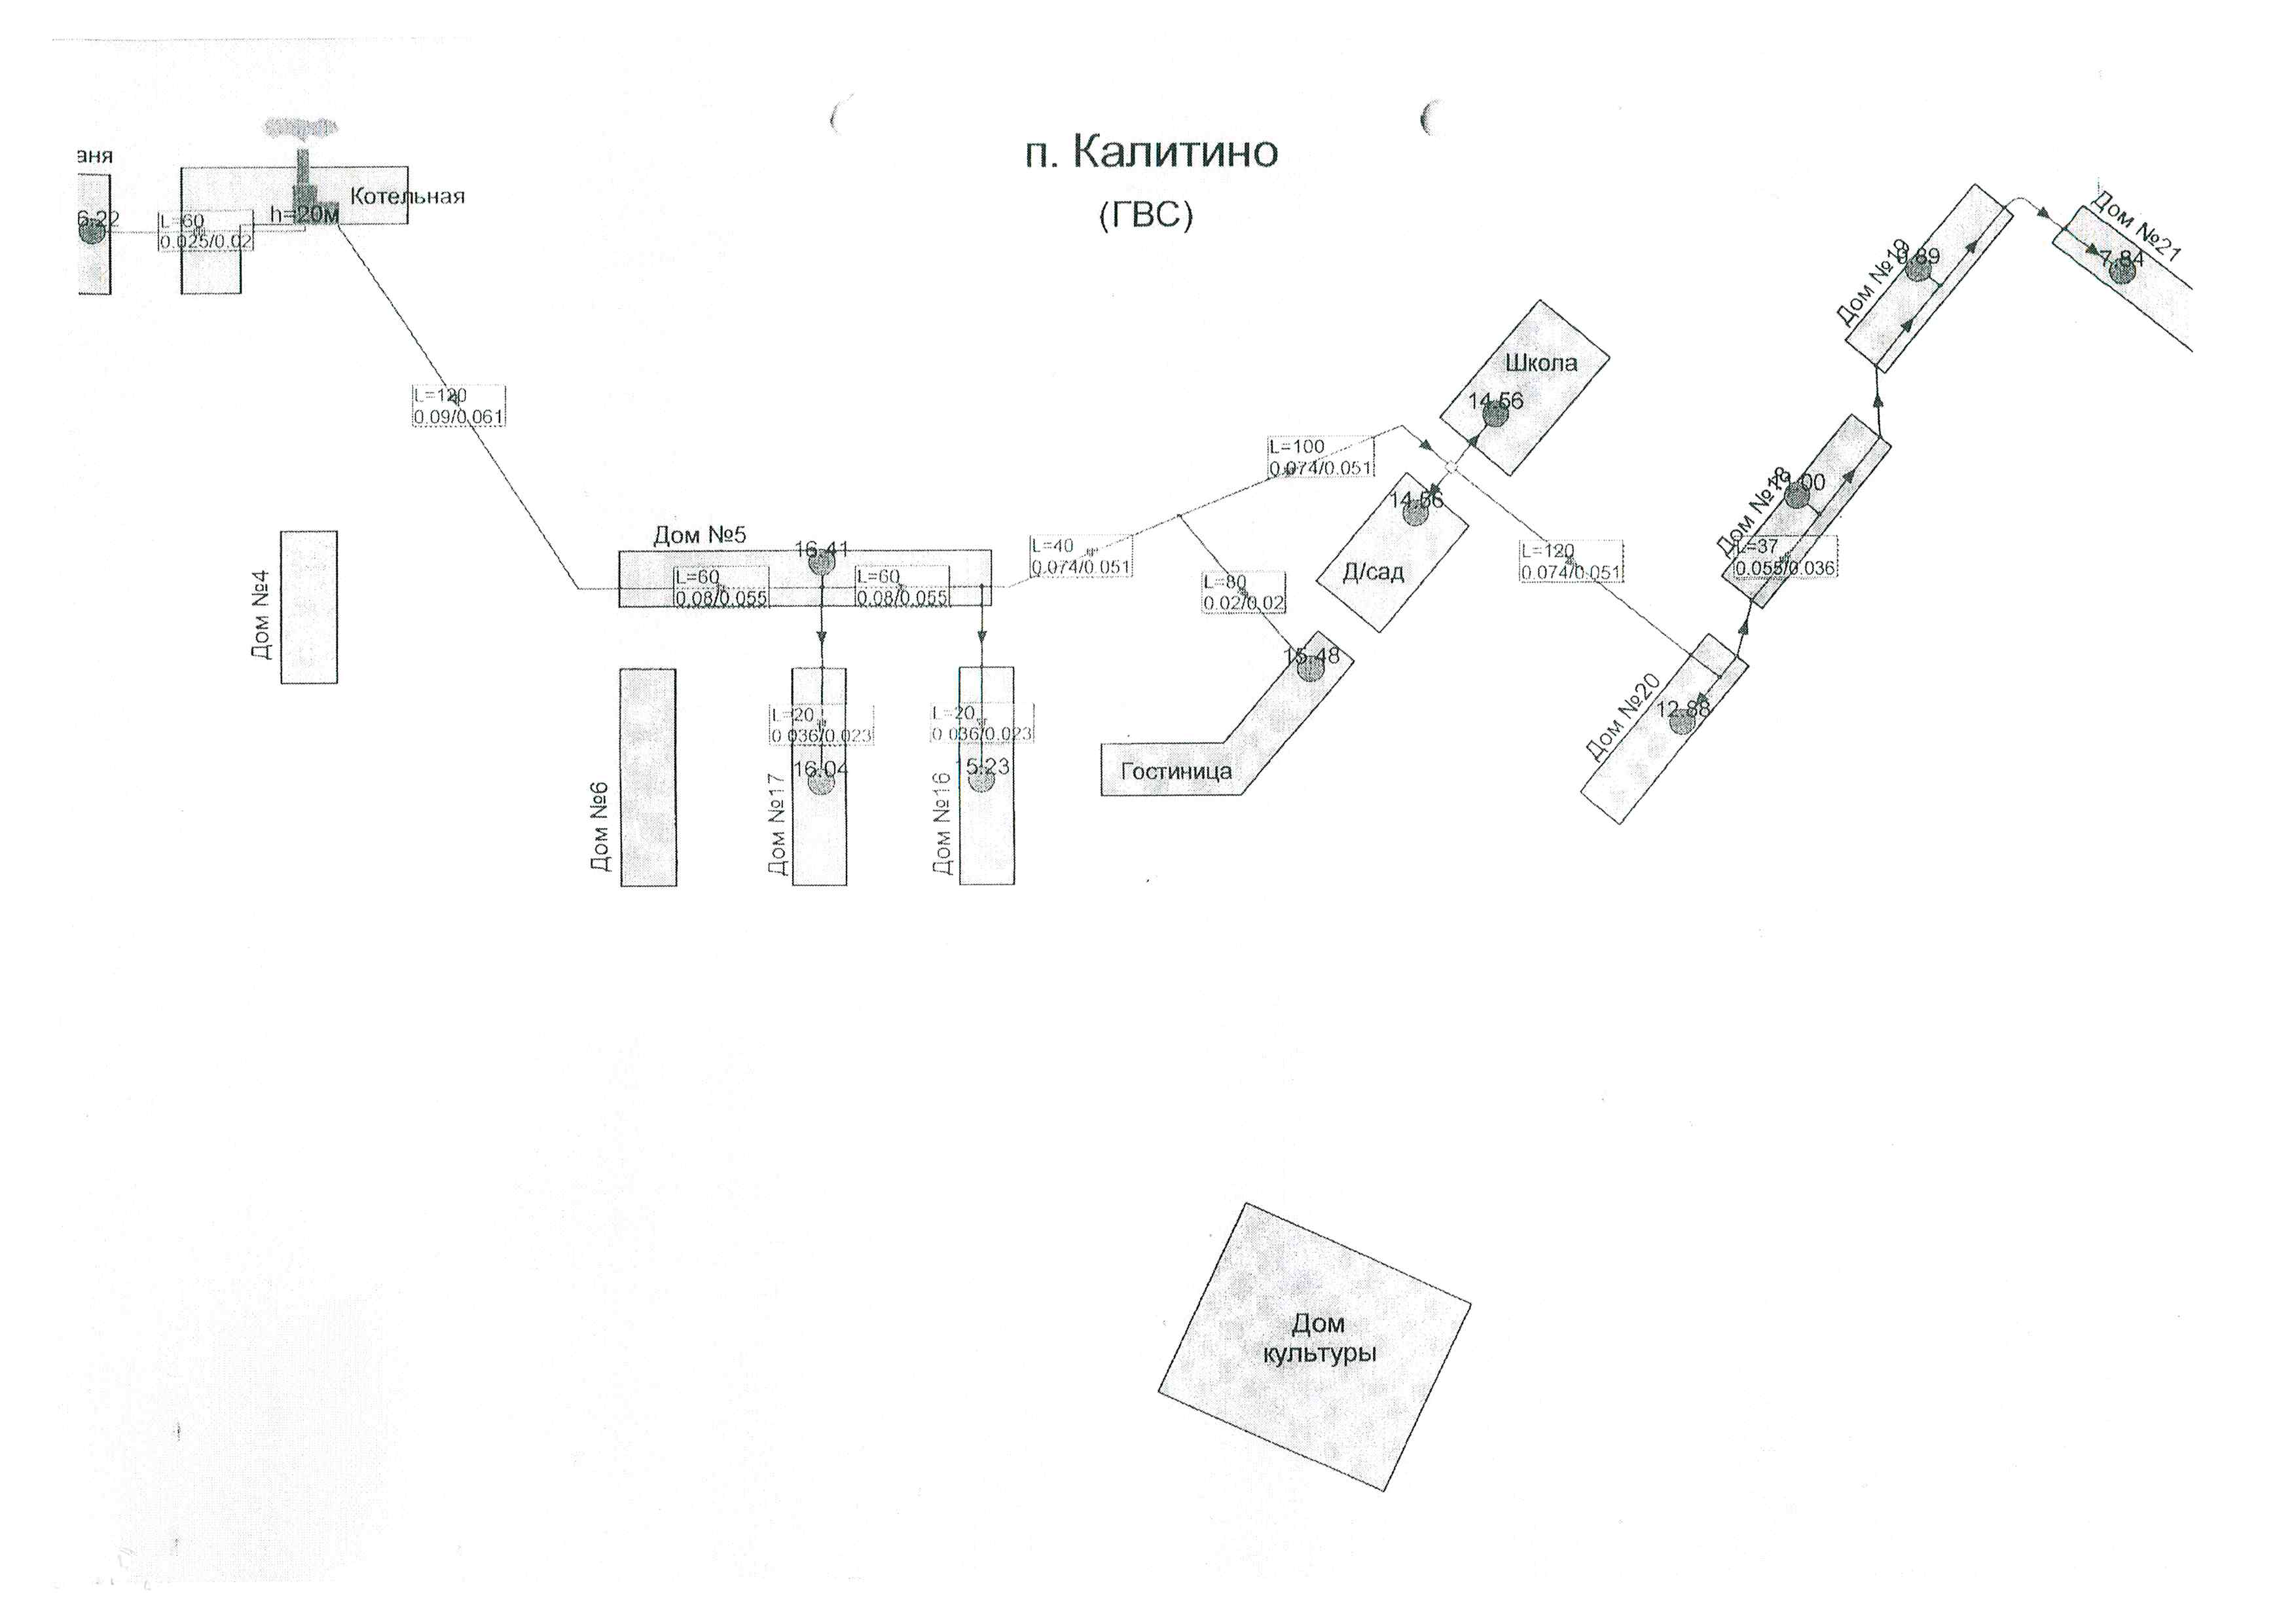 п. Калитино
(ГВС)
аня
6.22
L=60
0.025/0.02
h=20м
Котельная
L=120
0.09/0.061
Дом №4
Дом №5
16.41
L=60
0.08/0.055
L=60
0.08/0.055
Дом №6
L=20
0.036/0.023
16.04
Дом №17
L=20
0.036/0.023
15.23
Дом №16
L=40
0.074/0.051
L=100
0.074/0.051
L=80
0.02/0.02
15.48
Гостиница
Школа
14.56
14.56
Д/сад
L=120
0.074/0.051
Дом №20
12.88
Дом №18
L=37
0.055/0.036
Дом №19
Дом №21
Дом
культуры